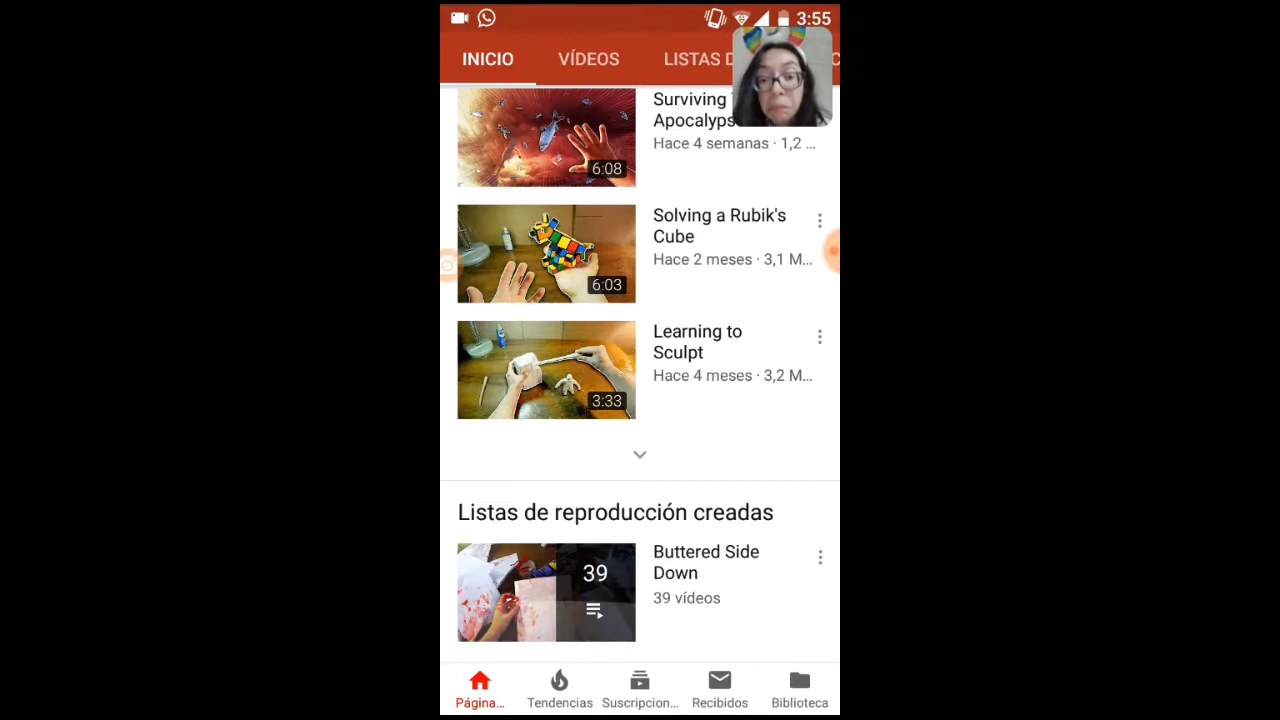 3:55
INICIO VÍDEOS LISTAS D
Surviving
Apocalyps
Hace 4 semanas · 1,2 ...
6:08
Solving a Rubik's
Cube
Hace 2 meses · 3,1 M...
6:03
Learning to
Sculpt
Hace 4 meses · 3,2 M...
3:33
Listas de reproducción creadas
Buttered Side
Down
39 vídeos
39
Página... Tendencias Suscripcion... Recibidos Biblioteca